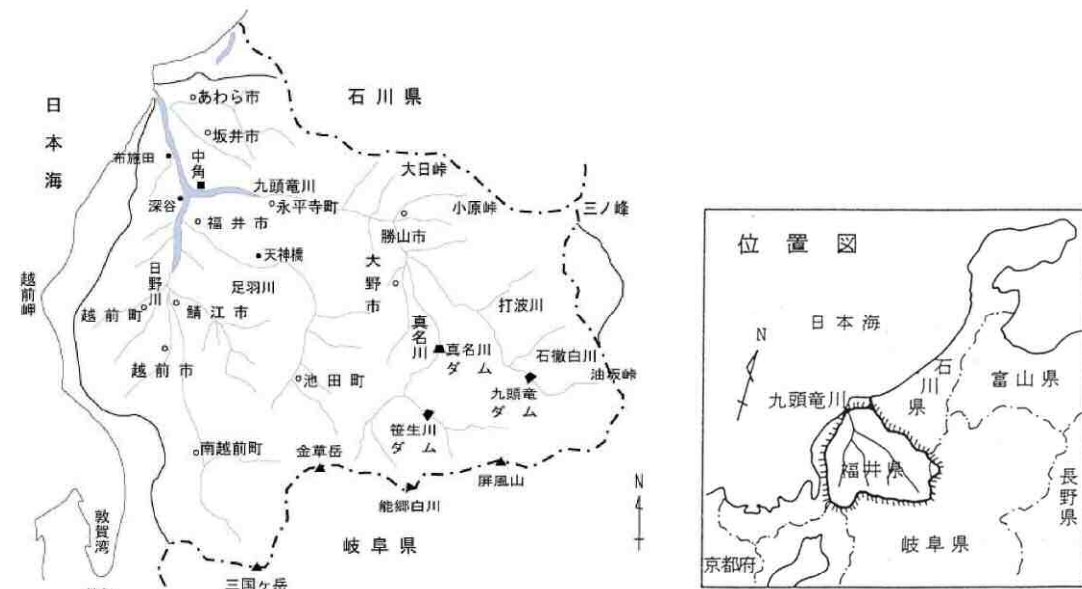 日本海
石川県
あわら市
坂井市
布施田
中角
九頭竜川
大日峠
深谷
永平寺町
小原峠
三ノ峰
福井市
勝山市
天神橋
大野市
越前岬
日野川
足羽川
打波川
越前町
鯖江市
真名川
真名川
ダム
石徹白川
油坂峠
越前市
池田町
九頭竜
ダム
笹生川
ダム
南越前町
金草岳
屏風山
能郷白川
N
敦賀湾
岐阜県
三国ヶ岳
位置図
日本海
N
石川県
富山県
九頭竜川
福井県
長野県
岐阜県
京都府